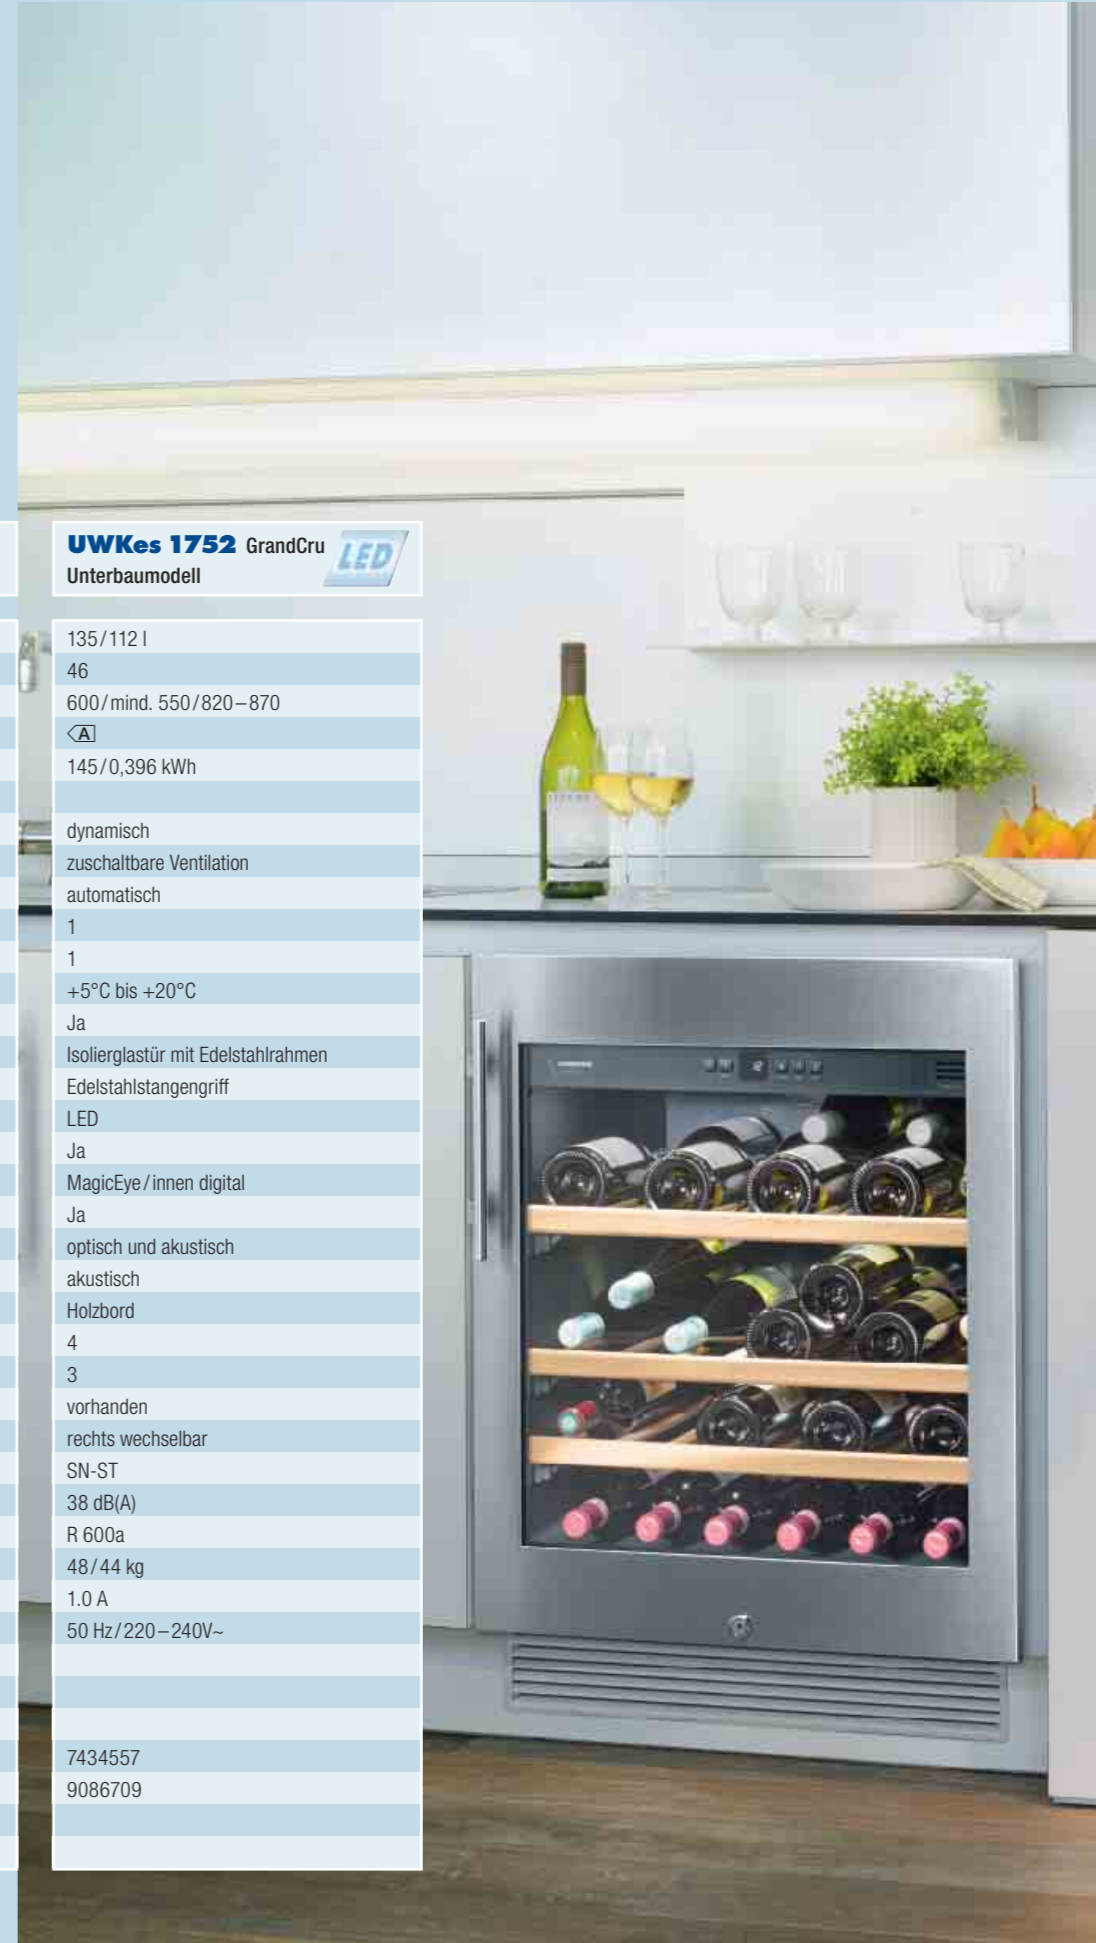 UWKes 1752 GrandCru
LED
Unterbaumodell
135/112 l
46
600/mind. 550/820–870
A
145/0,396 kWh
dynamisch
zuschaltbare Ventilation
automatisch
1
1
+5°C bis +20°C
Ja
Isolierglastür mit Edelstahlrahmen
Edelstahlstangengriff
LED
Ja
MagicEye/innen digital
Ja
optisch und akustisch
akustisch
Holzbord
4
3
vorhanden
rechts wechselbar
SN-ST
38 dB(A)
R 600a
48/44 kg
1.0 A
50 Hz/220–240V~
7434557
9086709